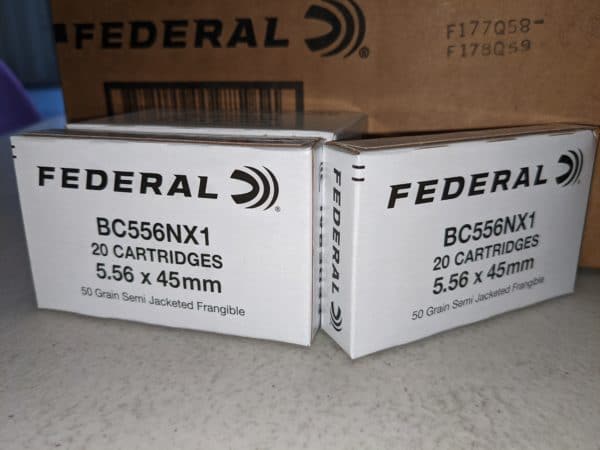 FEDERAL®
F177Q58-
F178Q59
FEDERAL®
BC556NX1
20 CARTRIDGES
5.56 x 45mm
50 Grain Semi Jacketed Frangible
FEDERAL
FEDERAL®
BC556NX1
20 CARTRIDGES
5.56 x 45mm
50 Grain Semi Jacketed Frangible